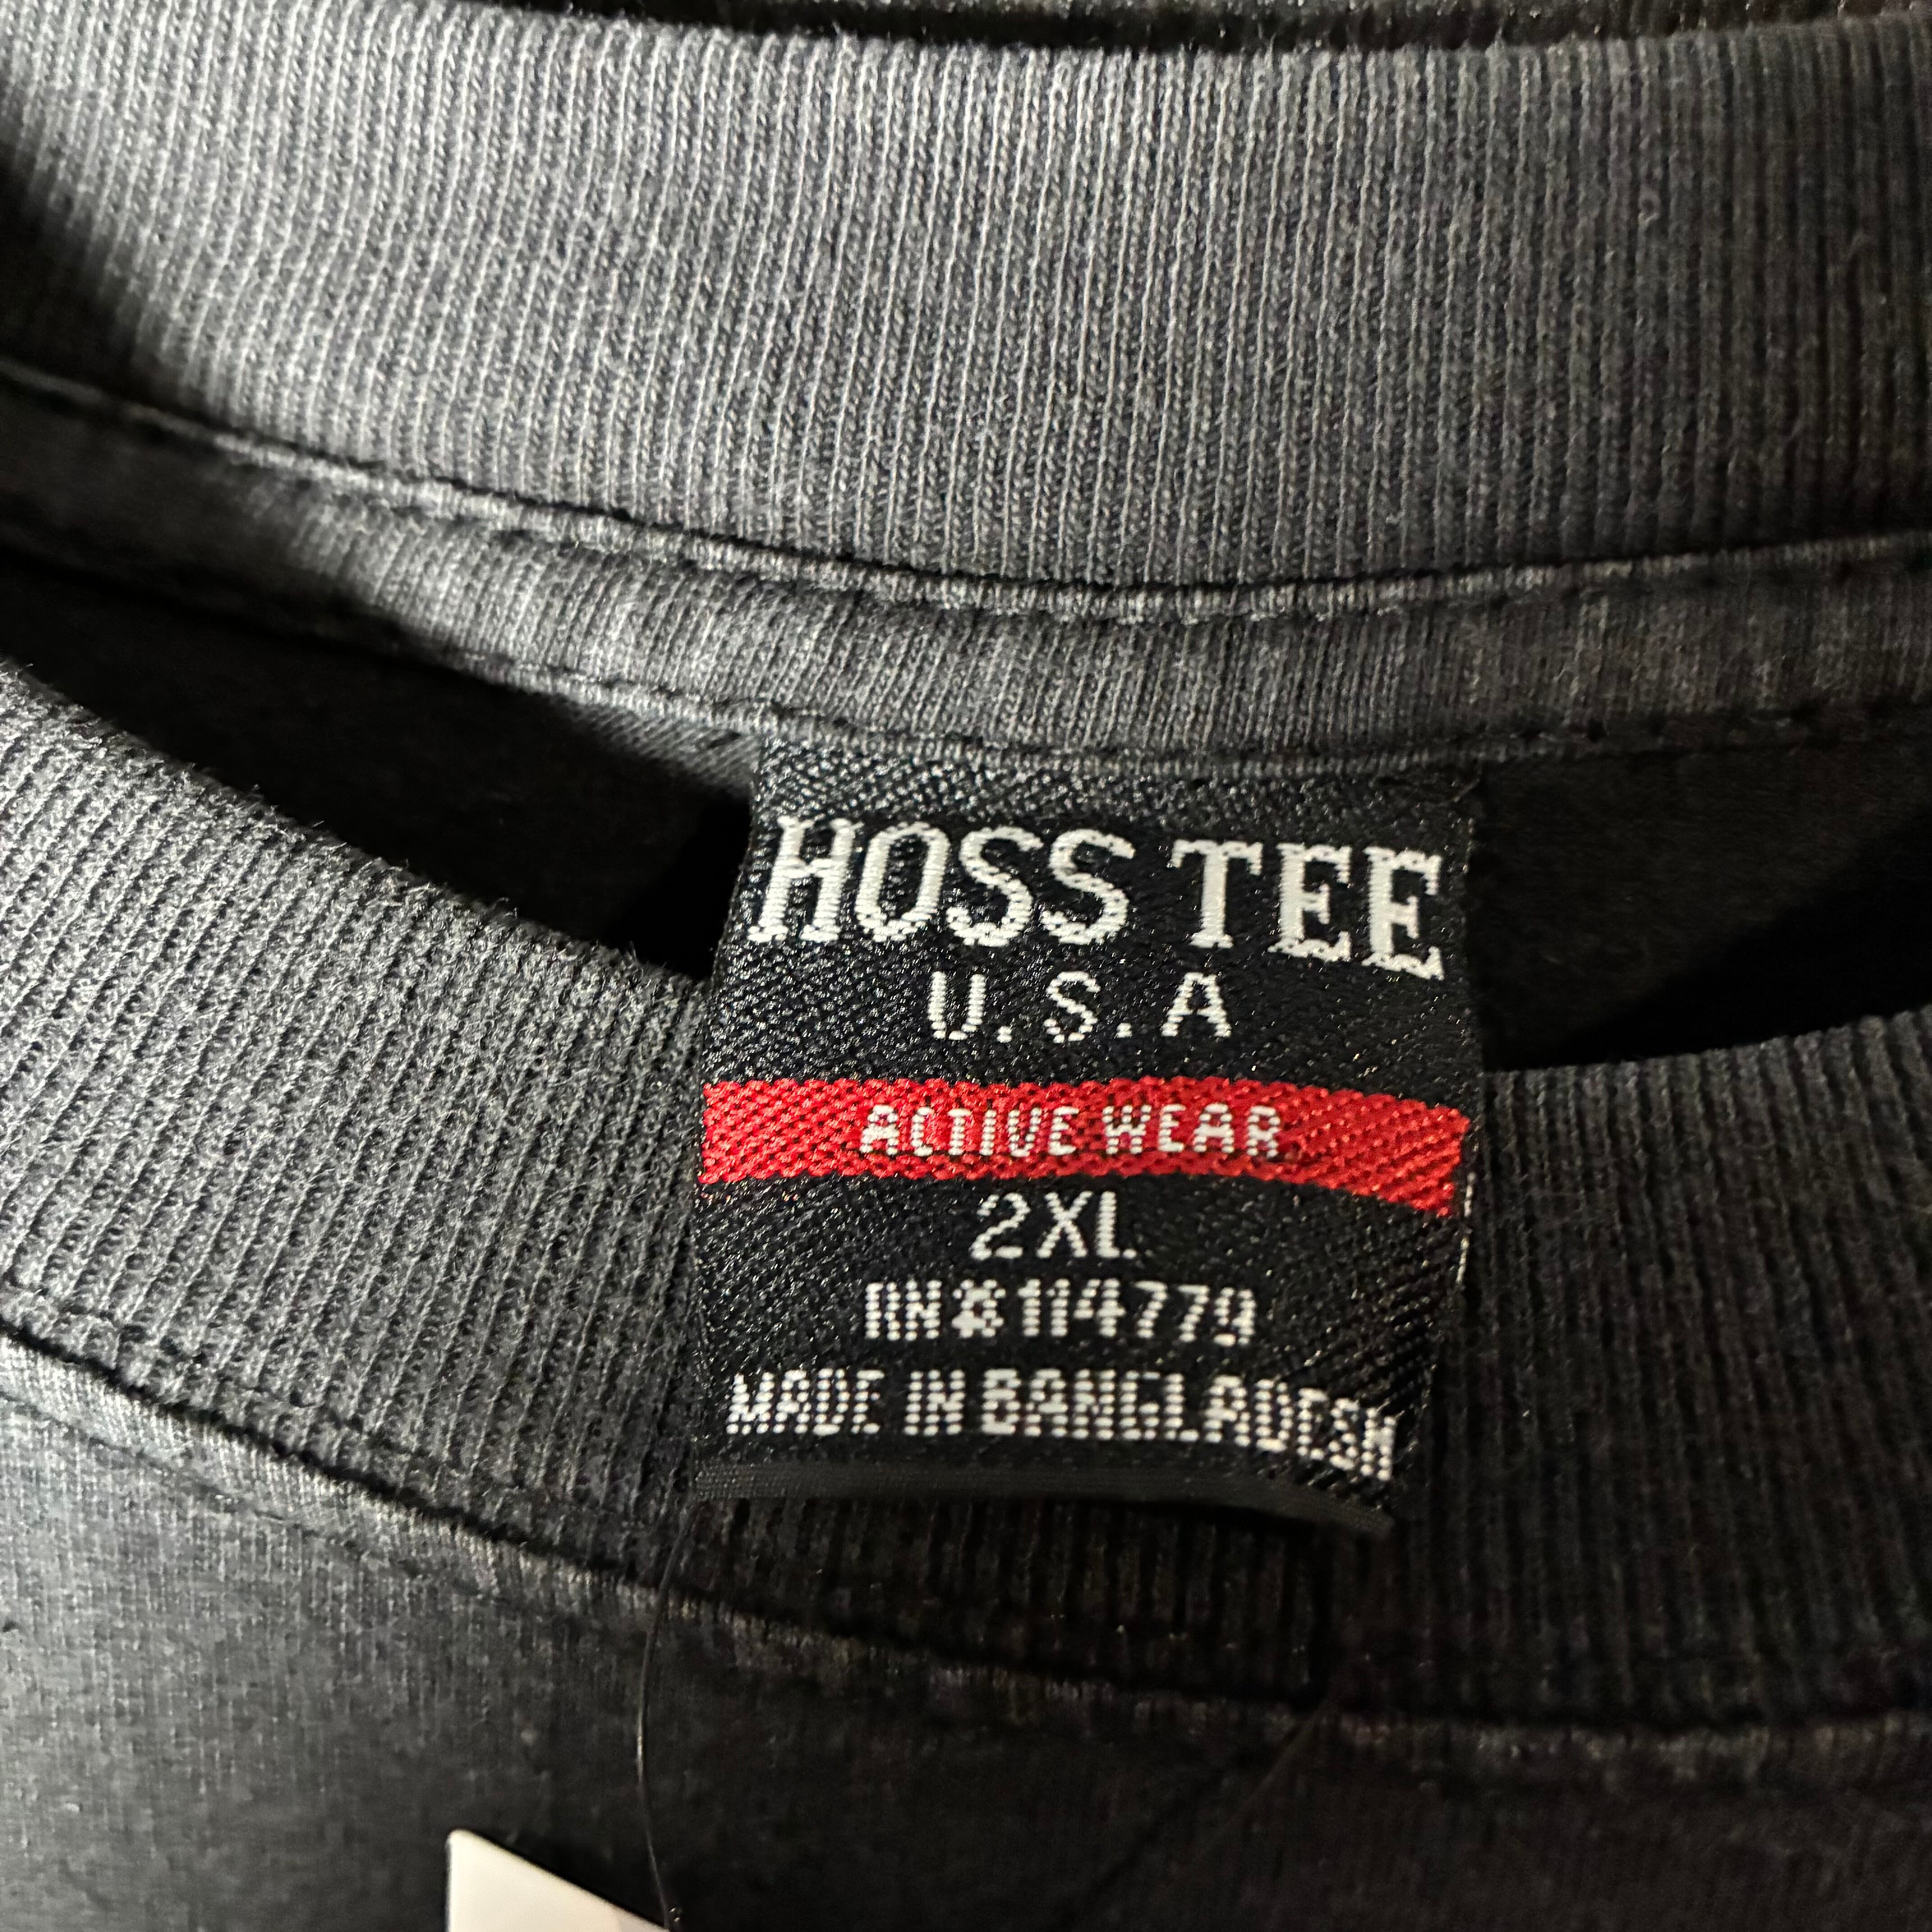 HOSS TEE
U.S.A
ACTIVE WEAR
2XL
RN#114779
MADE IN BANGLADESH